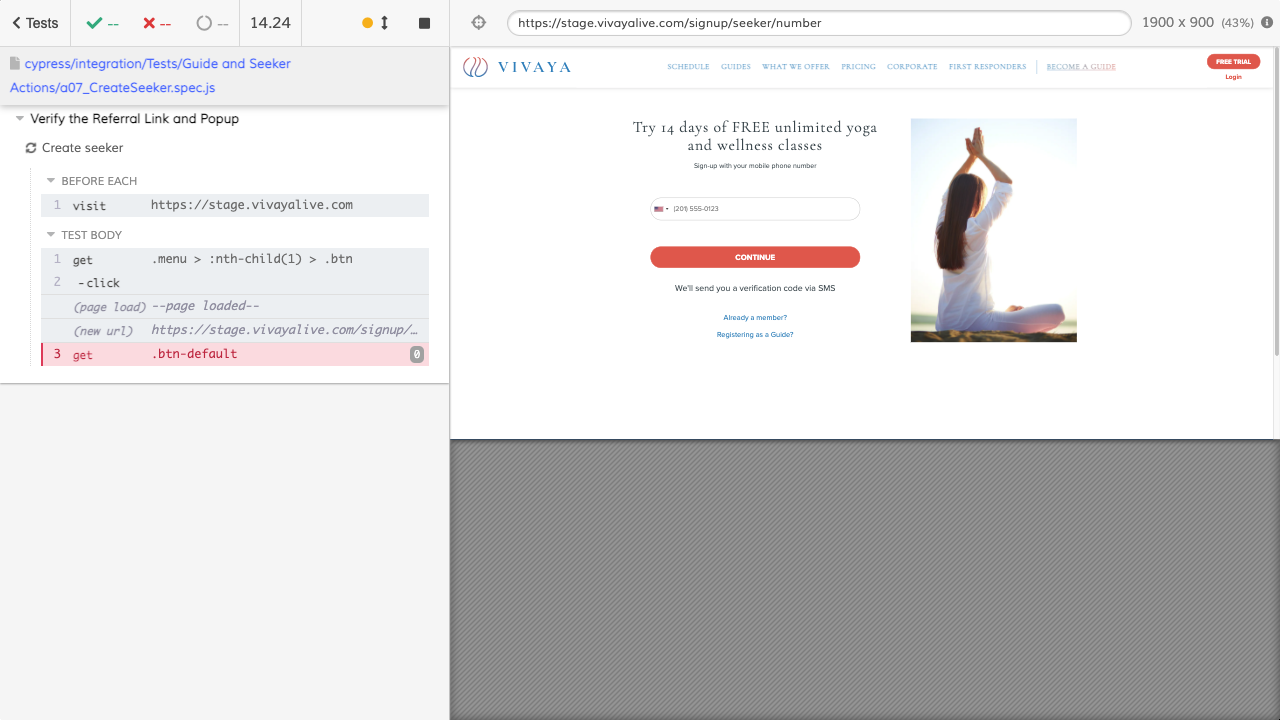 Tests
--
--
--
14.24
https://stage.vivayalive.com/signup/seeker/number
1900 x 900 (43%)
cypress/integration/Tests/Guide and Seeker
Actions/a07_CreateSeeker.spec.js
Verify the Referral Link and Popup
Create seeker
BEFORE EACH
1 visit https://stage.vivayalive.com
TEST BODY
1 get .menu > :nth-child(1) > .btn
2 - click
(page load) --page loaded--
(new url) https://stage.vivayalive.com/signup/…
3 get .btn-default 0
VIVAYA
SCHEDULE GUIDES WHAT WE OFFER PRICING CORPORATE FIRST RESPONDERS BECOME A GUIDE
FREE TRIAL
Login
Try 14 days of FREE unlimited yoga
and wellness classes
Sign-up with your mobile phone number
(201) 555-0123
CONTINUE
We'll send you a verification code via SMS
Already a member?
Registering as a Guide?